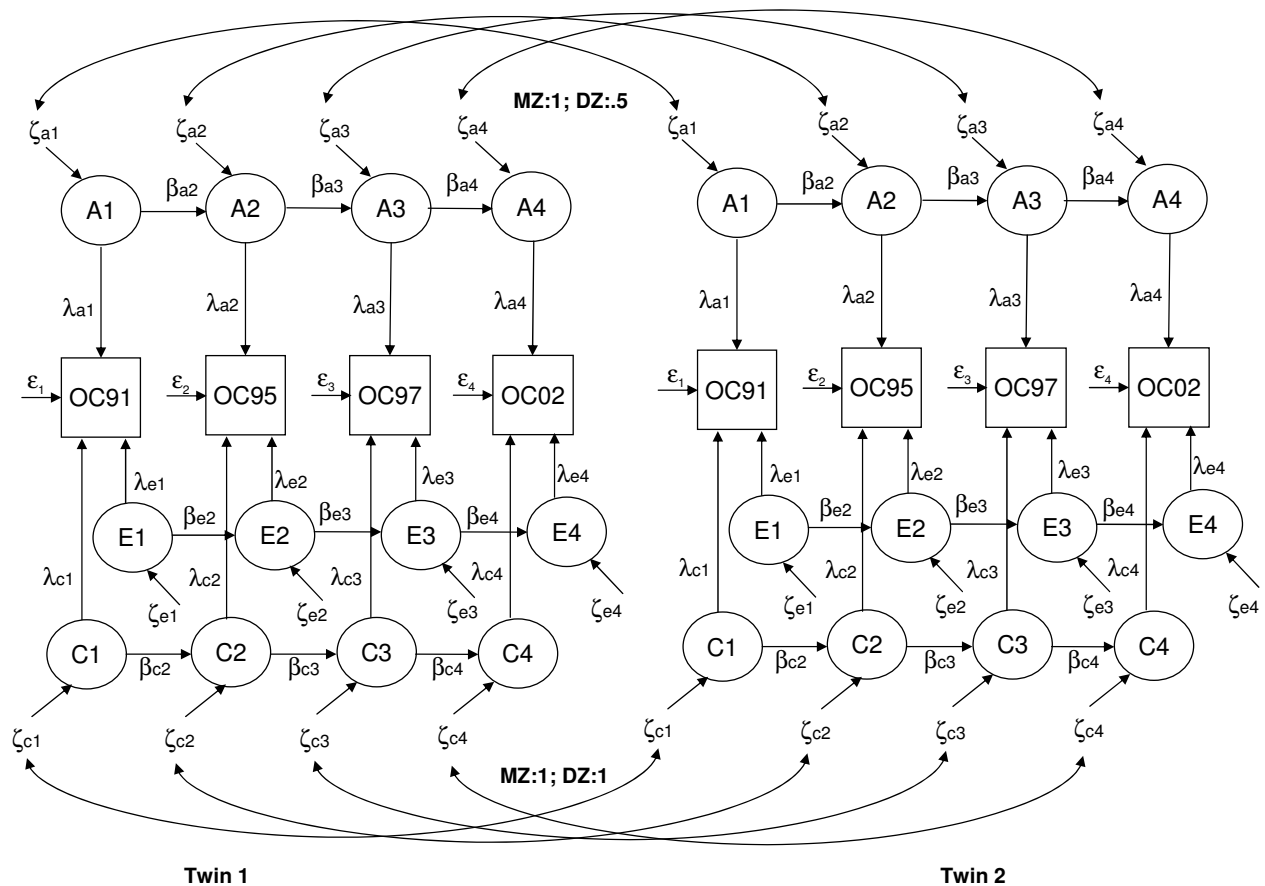 MZ:1; DZ:.5
ζa1 ζa2 ζa3 ζa4 ζa1 ζa2 ζa3 ζa4
βa2 βa3 βa4 βa2 βa3 βa4
A1 A2 A3 A4 A1 A2 A3 A4
λa1 λa2 λa3 λa4 λa1 λa2 λa3 λa4
ε1 ε2 ε3 ε4 ε1 ε2 ε3 ε4
OC91 OC95 OC97 OC02 OC91 OC95 OC97 OC02
λe1 λe2 λe3 λe4 λe1 λe2 λe3 λe4
βe2 βe3 βe4 βe2 βe3 βe4
E1 E2 E3 E4 E1 E2 E3 E4
λc1 λc2 λc3 λc4 λc1 λc2 λc3 λc4
ζe1 ζe2 ζe3 ζe4 ζe1 ζe2 ζe3 ζe4
C1 C2 C3 C4 C1 C2 C3 C4
βc2 βc3 βc4 βc2 βc3 βc4
ζc1 ζc2 ζc3 ζc4 ζc1 ζc2 ζc3 ζc4
MZ:1; DZ:1
Twin 1 Twin 2